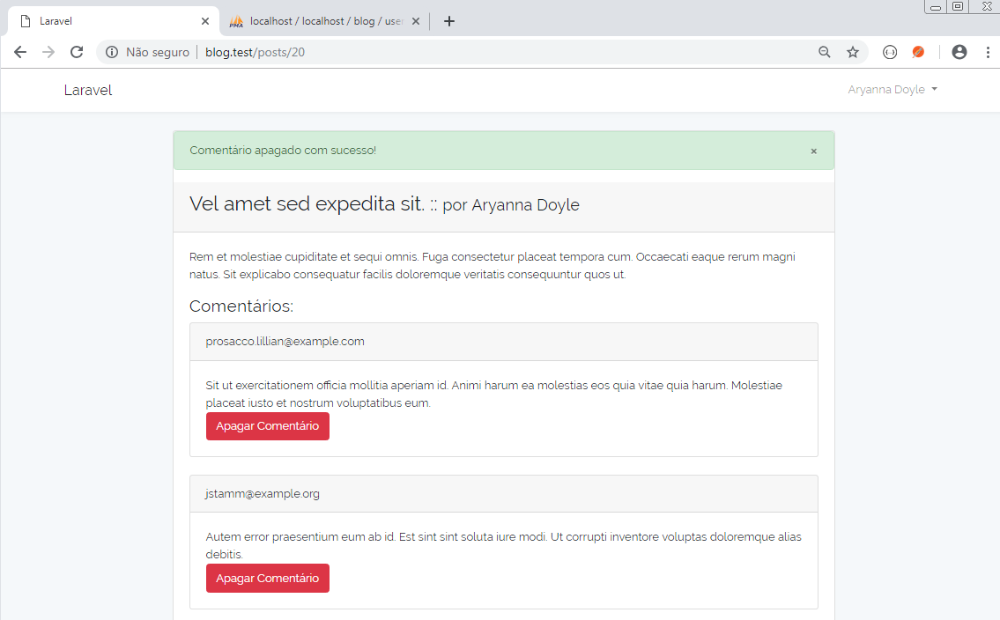 Laravel
localhost / localhost / blog / use
Não seguro
blog.test/posts/20
Laravel
Aryanna Doyle
Comentário apagado com sucesso!
×
Vel amet sed expedita sit. :: por Aryanna Doyle
Rem et molestiae cupiditate et sequi omnis. Fuga consectetur placeat tempora cum. Occaecati eaque rerum magni
natus. Sit explicabo consequatur facilis doloremque veritatis consequuntur quos ut.
Comentários:
prosacco.lillian@example.com
Sit ut exercitationem officia mollitia aperiam id. Animi harum ea molestias eos quia vitae quia harum. Molestiae
placeat iusto et nostrum voluptatibus eum.
Apagar Comentário
jstamm@example.org
Autem error praesentium eum ab id. Est sint sint soluta iure modi. Ut corrupti inventore voluptas doloremque alias
debitis.
Apagar Comentário